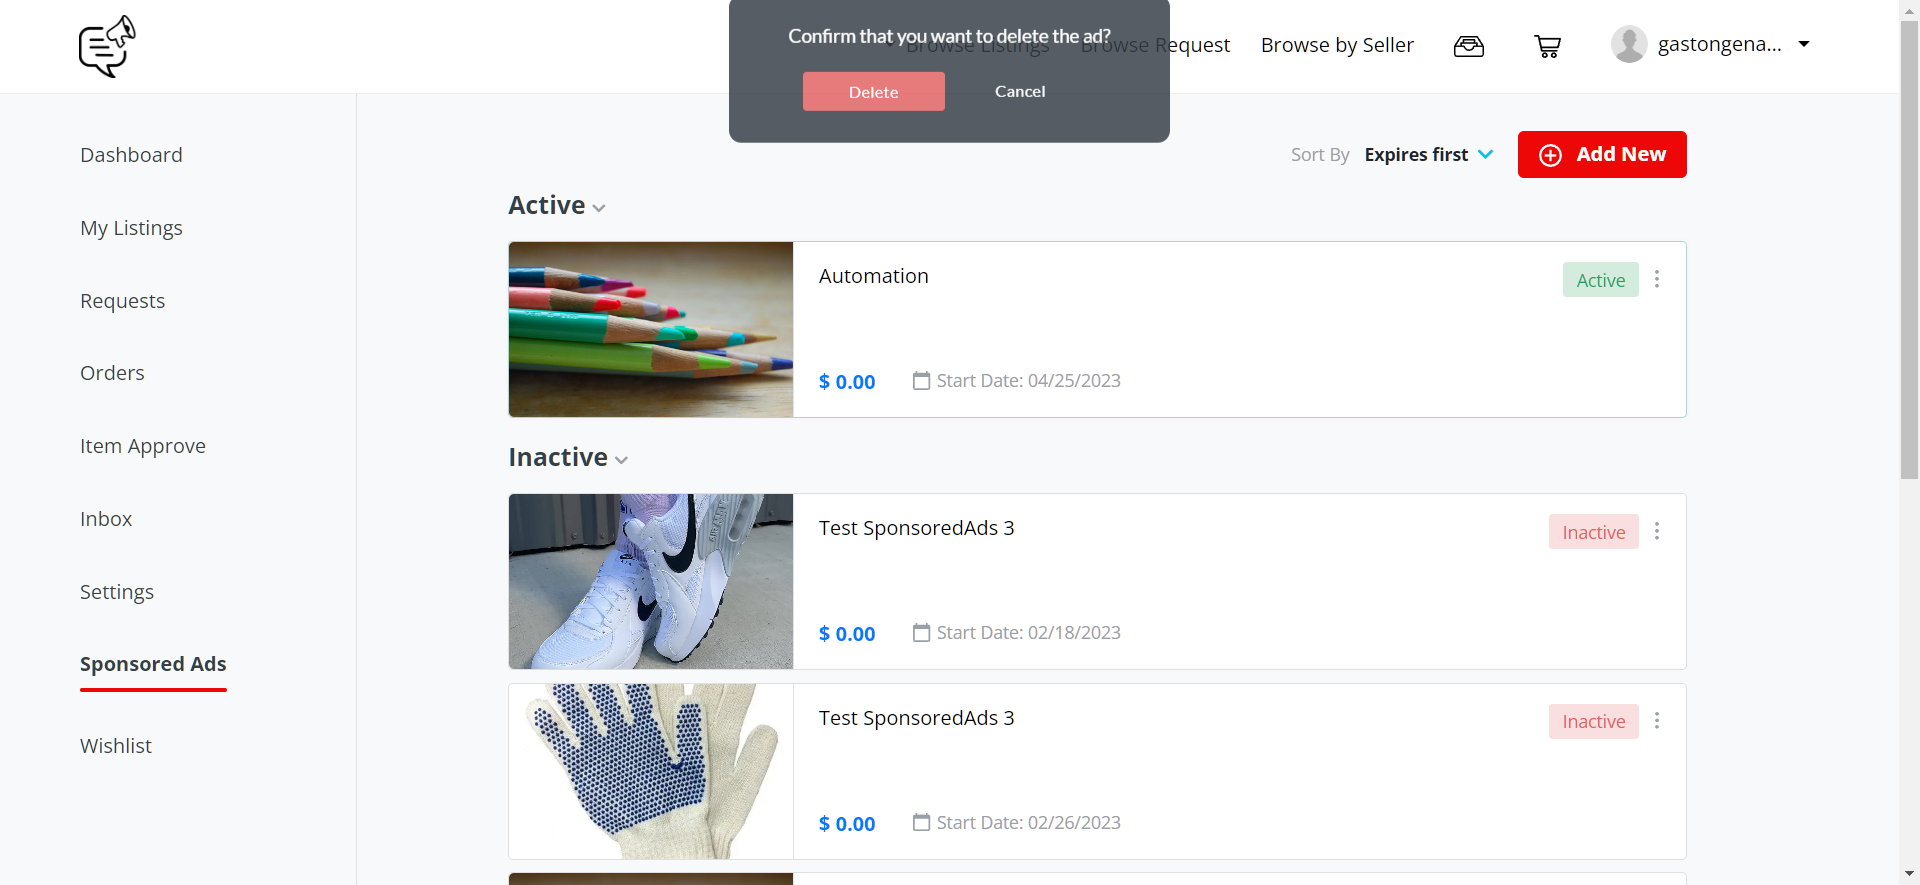 Confirm that you want to delete the ad?
Delete
Cancel
Browse Listings
Browse Request
Browse by Seller
gastongena...
Dashboard
My Listings
Requests
Orders
Item Approve
Inbox
Settings
Sponsored Ads
Wishlist
Sort By Expires first
Add New
Active
Automation
Active
$ 0.00
Start Date: 04/25/2023
Inactive
Test SponsoredAds 3
Inactive
$ 0.00
Start Date: 02/18/2023
Test SponsoredAds 3
Inactive
$ 0.00
Start Date: 02/26/2023